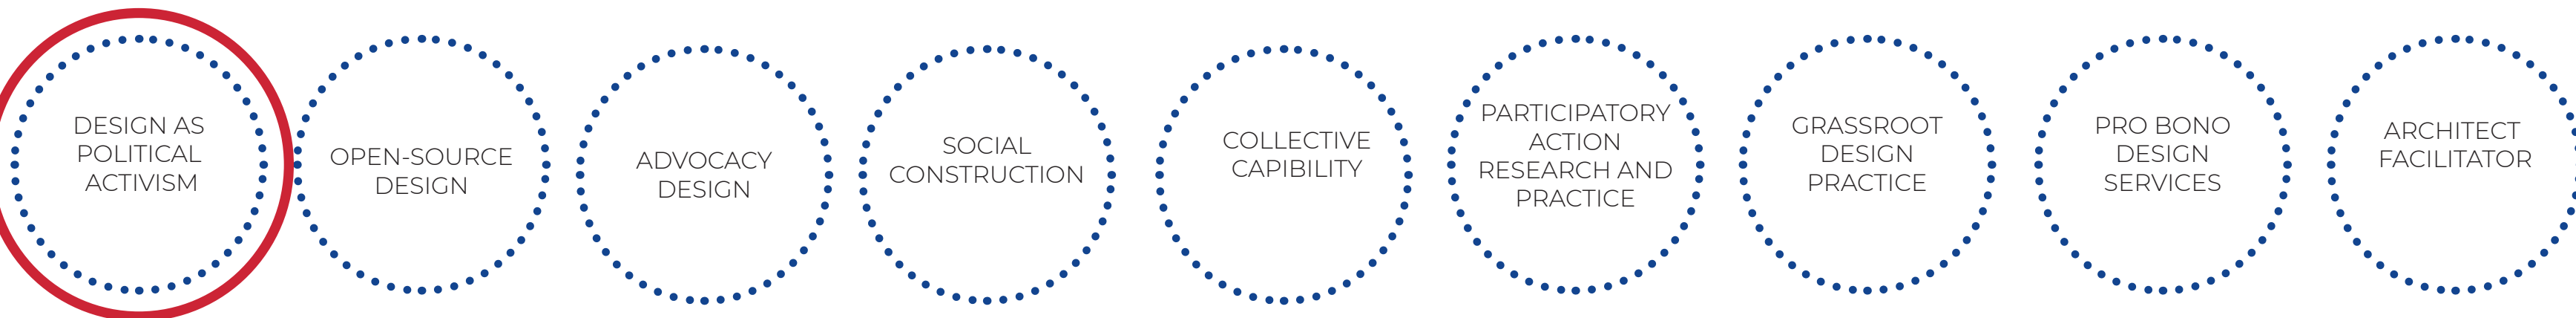 DESIGN AS
POLITICAL
ACTIVISM
OPEN-SOURCE
DESIGN
ADVOCACY
DESIGN
SOCIAL
CONSTRUCTION
COLLECTIVE
CAPIBILITY
PARTICIPATORY
ACTION
RESEARCH AND
PRACTICE
GRASSROOT
DESIGN
PRACTICE
PRO BONO
DESIGN
SERVICES
ARCHITECT
FACILITATOR